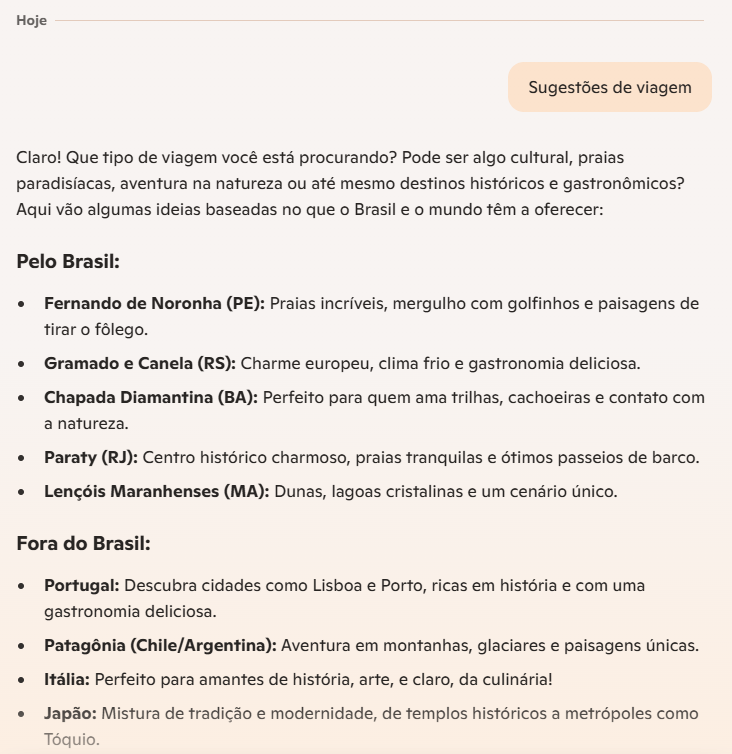 Hoje
Sugestões de viagem
Claro! Que tipo de viagem você está procurando? Pode ser algo cultural, praias
paradisíacas, aventura na natureza ou até mesmo destinos históricos e gastronômicos?
Aqui vão algumas ideias baseadas no que o Brasil e o mundo têm a oferecer:
Pelo Brasil:
• Fernando de Noronha (PE): Praias incríveis, mergulho com golfinhos e paisagens de
tirar o fôlego.
• Gramado e Canela (RS): Charme europeu, clima frio e gastronomia deliciosa.
• Chapada Diamantina (BA): Perfeito para quem ama trilhas, cachoeiras e contato com
a natureza.
• Paraty (RJ): Centro histórico charmoso, praias tranquilas e ótimos passeios de barco.
• Lençóis Maranhenses (MA): Dunas, lagoas cristalinas e um cenário único.
Fora do Brasil:
• Portugal: Descubra cidades como Lisboa e Porto, ricas em história e com uma
gastronomia deliciosa.
• Patagônia (Chile/Argentina): Aventura em montanhas, glaciares e paisagens únicas.
• Itália: Perfeito para amantes de história, arte, e claro, da culinária!
• Japão: Mistura de tradição e modernidade, de templos históricos a metrópoles como
Tóquio.